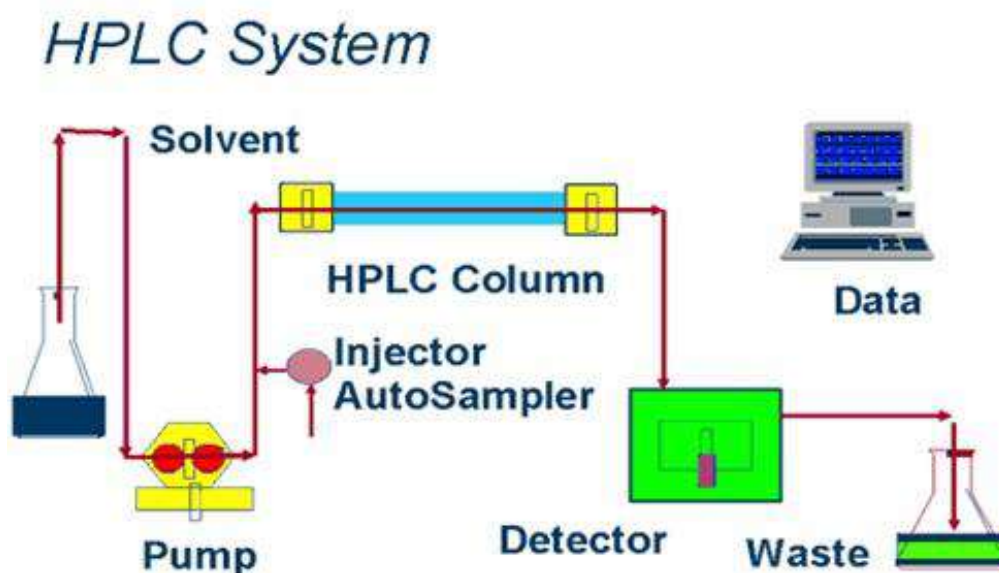 HPLC System
Solvent
HPLC Column
Data
Injector
AutoSampler
Pump
Detector
Waste